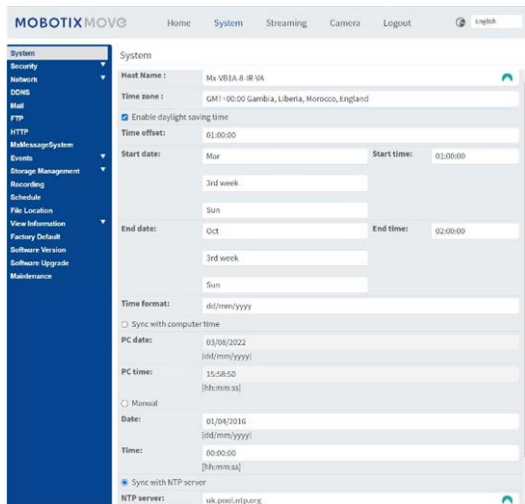 MOBOTIX MOVE Home System Streaming Camera Logout English
System
Security
Network
DDNS
Mail
FTP
HTTP
MxMessageSystem
Events
Storage Management
Recording
Schedule
File Location
View Information
Factory Default
Software Version
Software Upgrade
Maintenance
System
Host Name : Mx-VB1A-8-IR-VA
Time zone : GMT+00:00 Gambia, Liberia, Morocco, England
Enable daylight saving time
Time offset: 01:00:00
Start date: Mar Start time: 01:00:00
3rd week
Sun
End date: Oct End time: 02:00:00
3rd week
Sun
Time format: dd/mm/yyyy
Sync with computer time
PC date: 03/08/2022
[dd/mm/yyyy]
PC time: 15:58:50
[hh:mm:ss]
Manual
Date: 01/04/2016
[dd/mm/yyyy]
Time: 00:00:00
[hh:mm:ss]
Sync with NTP server
NTP server: uk.pool.ntp.org